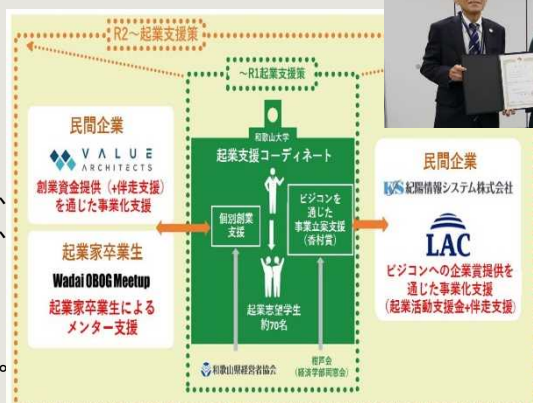 R2～起業支援策
～R1起業支援策
和歌山大学
起業支援コーディネート
個別創業
支援
ビジコンを
通じた
事業立案支援
(香村賞)
起業志望学生
約70名
和歌山県経営者協会
柑芦会
(経済学部同窓会)
民間企業
VALUE
ARCHITECTS
創業資金提供（+伴走支援）
を通じた事業化支援
起業家卒業生
Wadai OBOG Meetup
起業家卒業生による
メンター支援
民間企業
紀陽情報システム株式会社
LAC
ビジコンへの企業賞提供を
通じた事業化支援
（起業活動支援金+伴走支援）
、
、
。